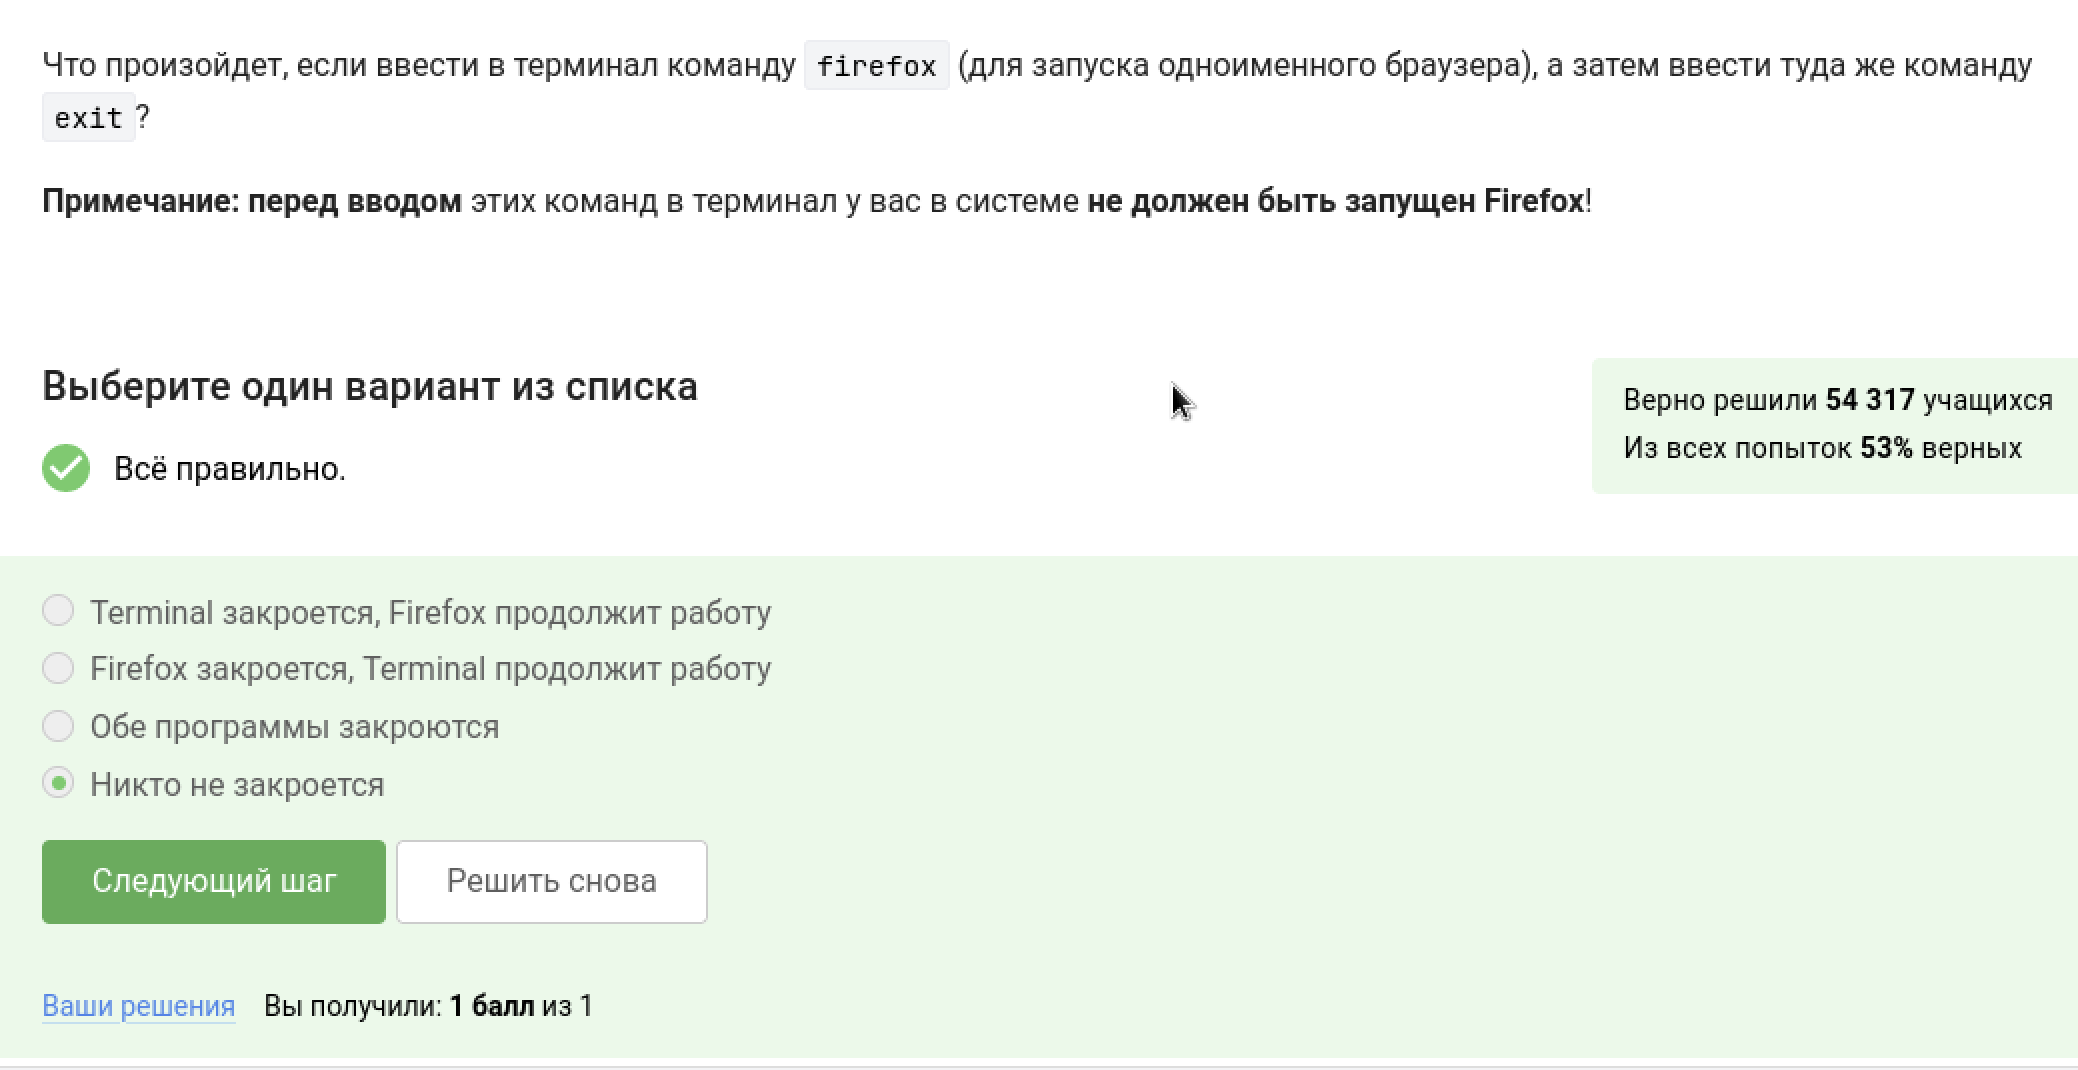 Что произойдет, если ввести в терминал команду firefox (для запуска одноименного браузера), а затем ввести туда же команду
exit?
Примечание: перед вводом этих команд в терминал у вас в системе не должен быть запущен Firefox!
Выберите один вариант из списка
Всё правильно.
Верно решили 54 317 учащихся
Из всех попыток 53% верных
Terminal закроется, Firefox продолжит работу
Firefox закроется, Terminal продолжит работу
Обе программы закроются
Никто не закроется
Следующий шаг Решить снова
Ваши решения Вы получили: 1 балл из 1